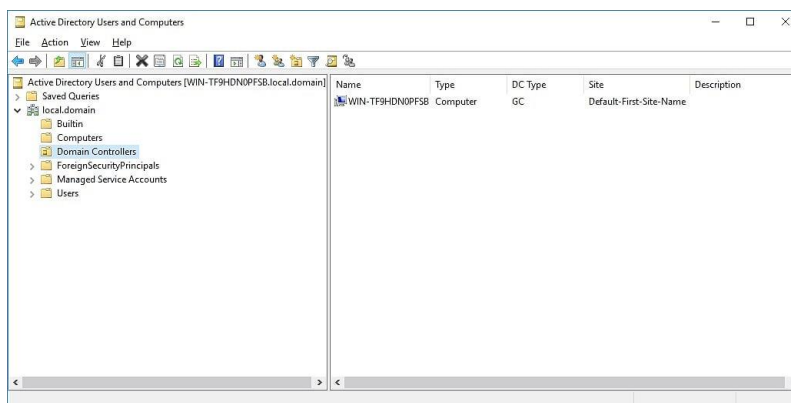 Active Directory Users and Computers
File Action View Help
Active Directory Users and Computers [WIN-TF9HDN0PFSB.local.domain]
Saved Queries
local.domain
Builtin
Computers
Domain Controllers
ForeignSecurityPrincipals
Managed Service Accounts
Users
Name Type DC Type Site Description
WIN-TF9HDN0PFSB Computer GC Default-First-Site-Name